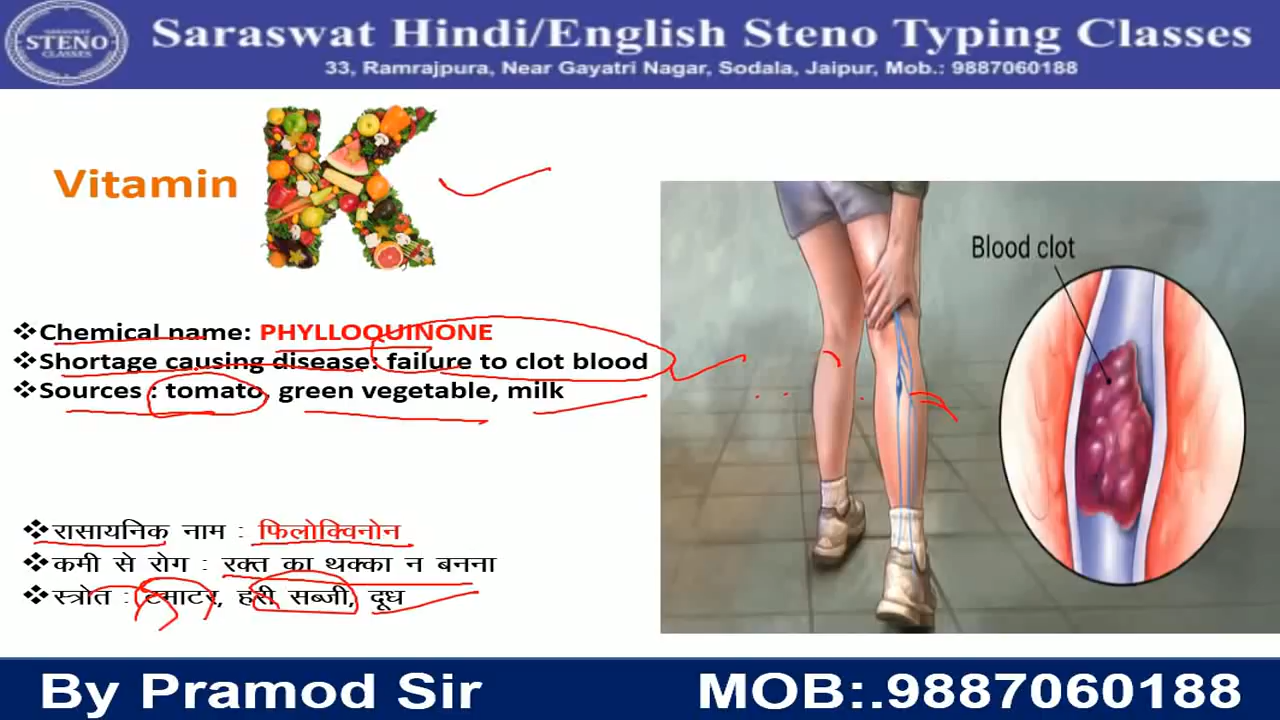 SARASWAT
STENO
CLASSES
Saraswat Hindi/English Steno Typing Classes
33, Ramrajpura, Near Gayatri Nagar, Sodala, Jaipur, Mob.: 9887060188
Vitamin K
❖Chemical name: PHYLLOQUINONE
❖Shortage causing disease: failure to clot blood
❖Sources : tomato, green vegetable, milk
Blood clot
❖रासायनिक नाम : फिलोक्विनोन
❖कमी से रोग : रक्त का थक्का न बनना
❖स्त्रोत : टमाटर, हरी सब्जी, दूध
By Pramod Sir
MOB:.9887060188